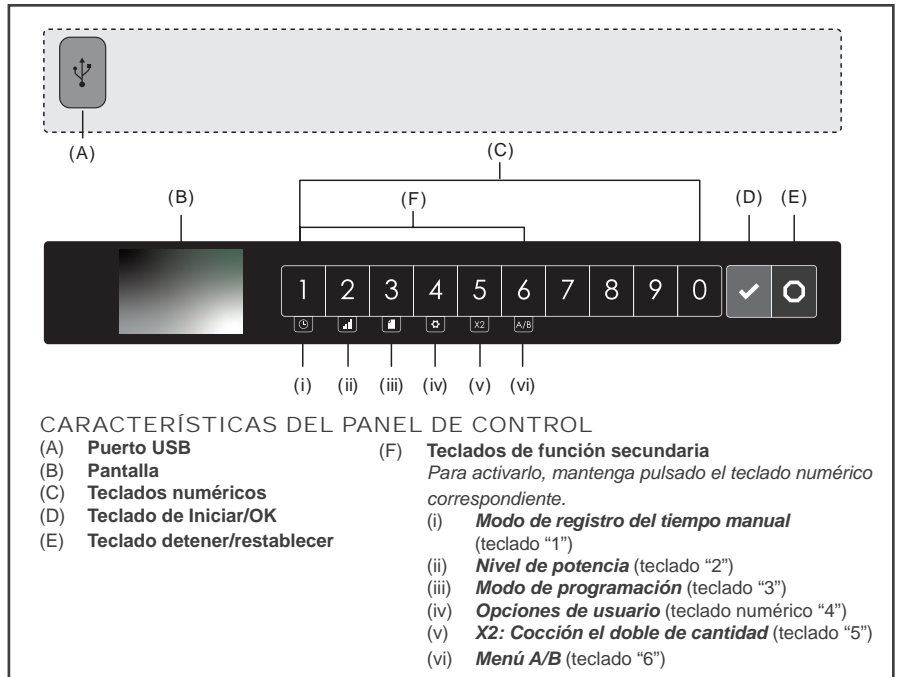 (A)
(C)
(B)
(F)
(D)
(E)
1 2 3 4 5 6 7 8 9 0
X2 A/B
(i) (ii) (iii) (iv) (v) (vi)
CARACTERÍSTICAS DEL PANEL DE CONTROL
(A) Puerto USB
(B) Pantalla
(C) Teclados numéricos
(D) Teclado de Iniciar/OK
(E) Teclado detener/restablecer
(F) Teclados de función secundaria
Para activarlo, mantenga pulsado el teclado numérico
correspondiente.
(i) Modo de registro del tiempo manual
(teclado “1”)
(ii) Nivel de potencia (teclado “2”)
(iii) Modo de programación (teclado “3”)
(iv) Opciones de usuario (teclado numérico “4”)
(v) X2: Cocción el doble de cantidad (teclado “5”)
(vi) Menú A/B (teclado “6”)